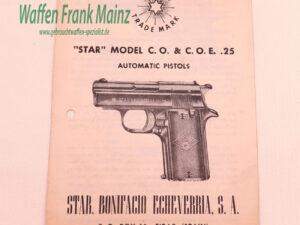 Waffen Frank Mainz
www.gebrauchtwaffen-spezialist.de
TRADE MARK
"STAR" MODEL C.O. & C.O.E. .25
AUTOMATIC PISTOLS
STAR, BONIFACIO ECHEVERRIA, S. A.